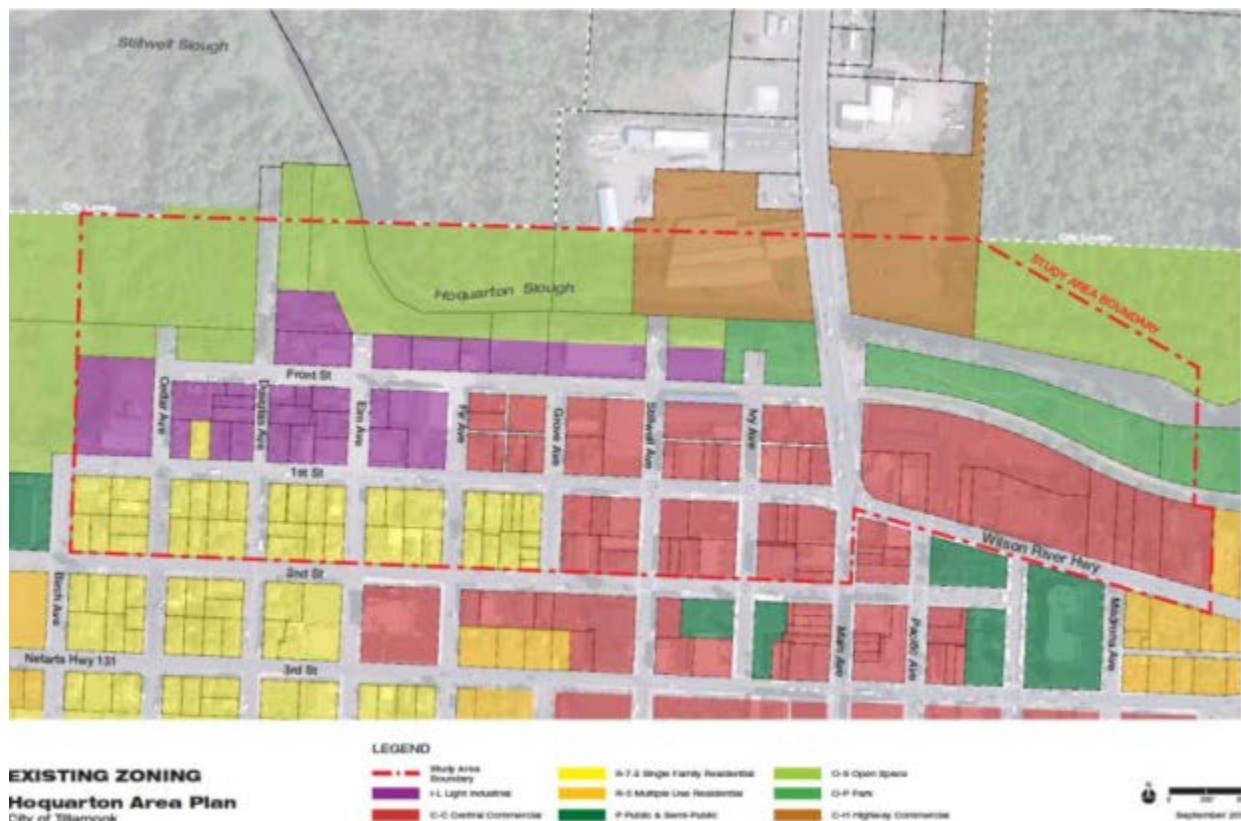 Stillwell Slough
City Limits
City Limits
STUDY AREA BOUNDARY
Hoquarton Slough
Front St
Cedar Ave
Douglas Ave
Elm Ave
Fir Ave
Grove Ave
Stillwell Ave
Ivy Ave
1st St
Wilson River Hwy
2nd St
Birch Ave
Main Ave
Pacific Ave
Madrona Ave
Netarts Hwy 131
3rd St
LEGEND
EXISTING ZONING
Hoquarton Area Plan
City of Tillamook
Study Area
Boundary
I-L Light Industrial
C-C Central Commercial
R-7.5 Single Family Residential
R-0 Multiple Use Residential
P Public & Semi-Public
O-S Open Space
O-P Park
C-H Highway Commercial
N
0
September